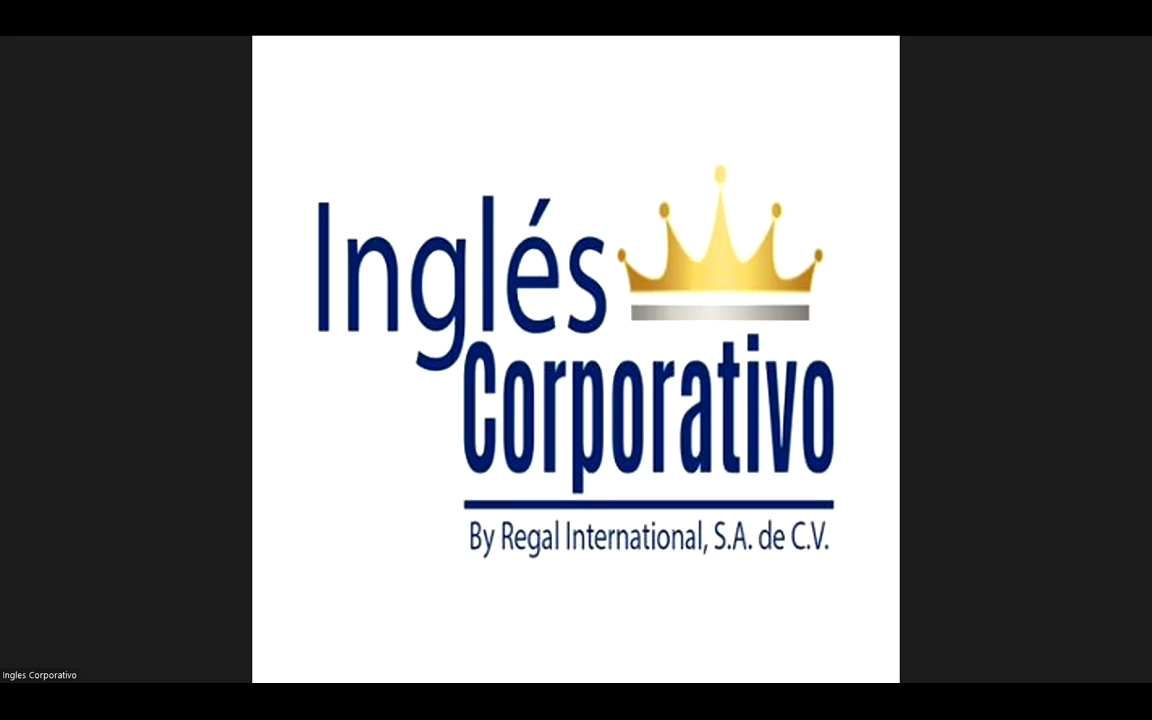 Inglés
Corporativo
By Regal International, S.A. de C.V.
Ingles Corporativo